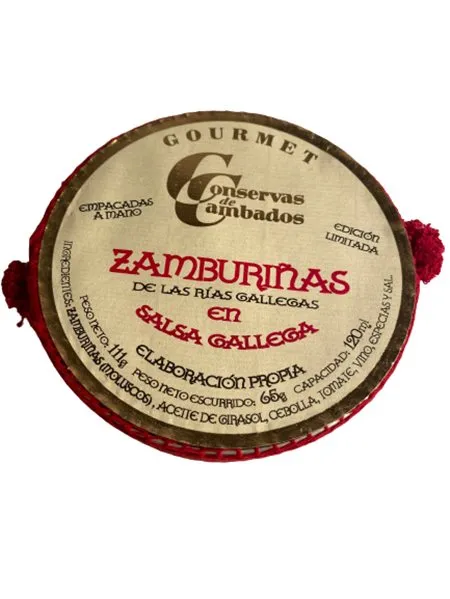 GOURMET
Conservas
de
Cambados
EMPACADAS
A MANO
EDICIÓN
LIMITADA
ZAMBURIÑAS
DE LAS RÍAS GALLEGAS
EN
SALSA GALLEGA
ELABORACIÓN PROPIA
PESO NETO: 111g PESO NETO ESCURRIDO: 65g CAPACIDAD: 120ml
INGREDIENTES: ZAMBURIÑAS (MOLUSCOS), ACEITE DE GIRASOL, CEBOLLA, TOMATE, VINO, ESPECIAS Y SAL.